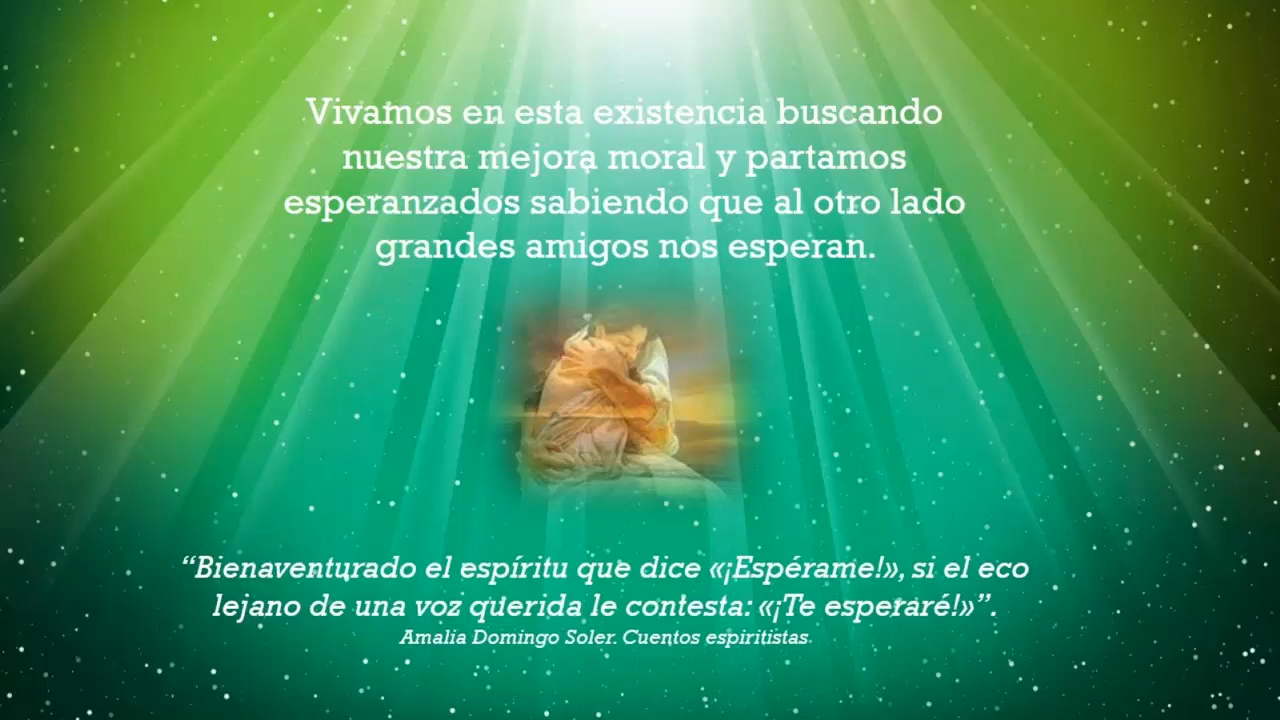 Vivamos en esta existencia buscando
nuestra mejora moral y partamos
esperanzados sabiendo que al otro lado
grandes amigos nos esperan.
“Bienaventurado el espíritu que dice «¡Espérame!», si el eco
lejano de una voz querida le contesta: «¡Te esperaré!»”.
Amalia Domingo Soler. Cuentos espiritistas